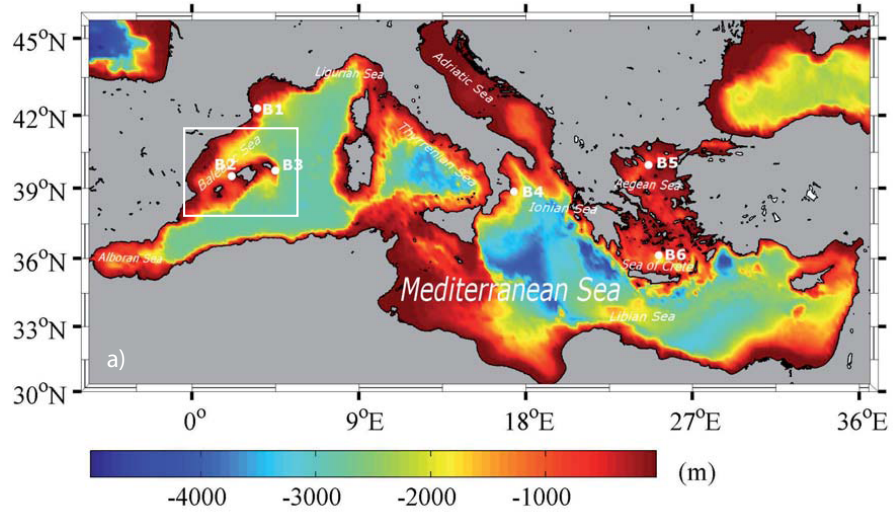 45°N
42°N
39°N
36°N
33°N
30°N
Ligurian Sea
Adriatic Sea
B1
Balearic Sea
B2
B3
Thyrrenian Sea
B4
Ionian Sea
B5
Aegean Sea
B6
Sea of Crete
Alboran Sea
Mediterranean Sea
Libian Sea
a)
0° 9°E 18°E 27°E 36°E
-4000 -3000 -2000 -1000 (m)